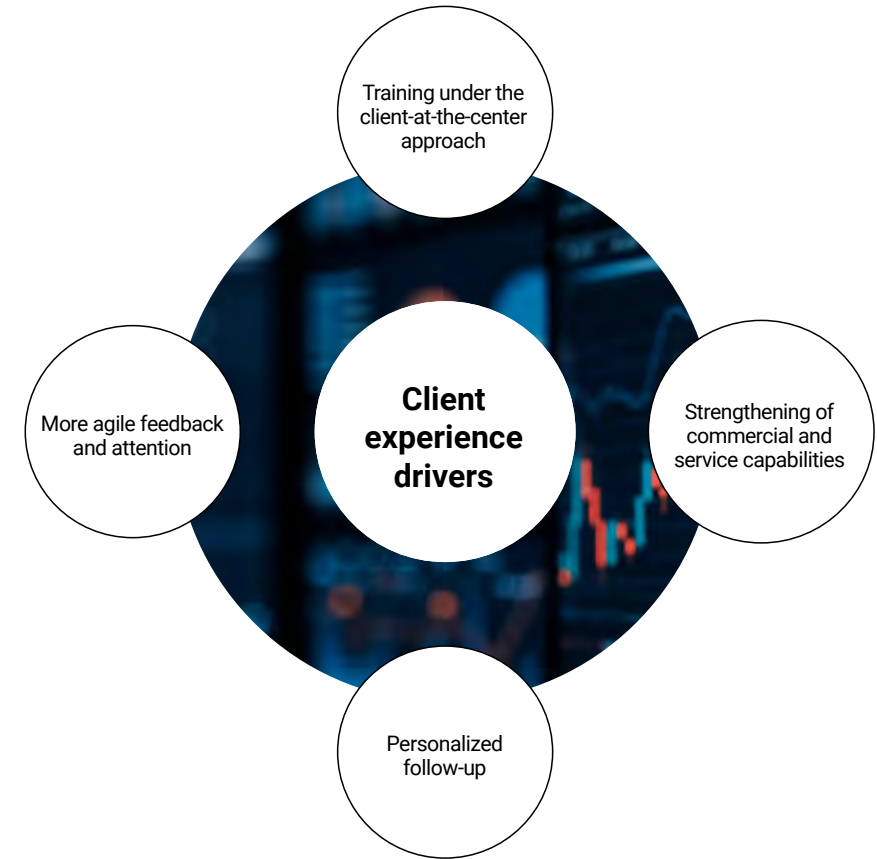 Training under the
client-at-the-center
approach
More agile feedback
and attention
Client
experience
drivers
Strengthening of
commercial and
service capabilities
Personalized
follow-up